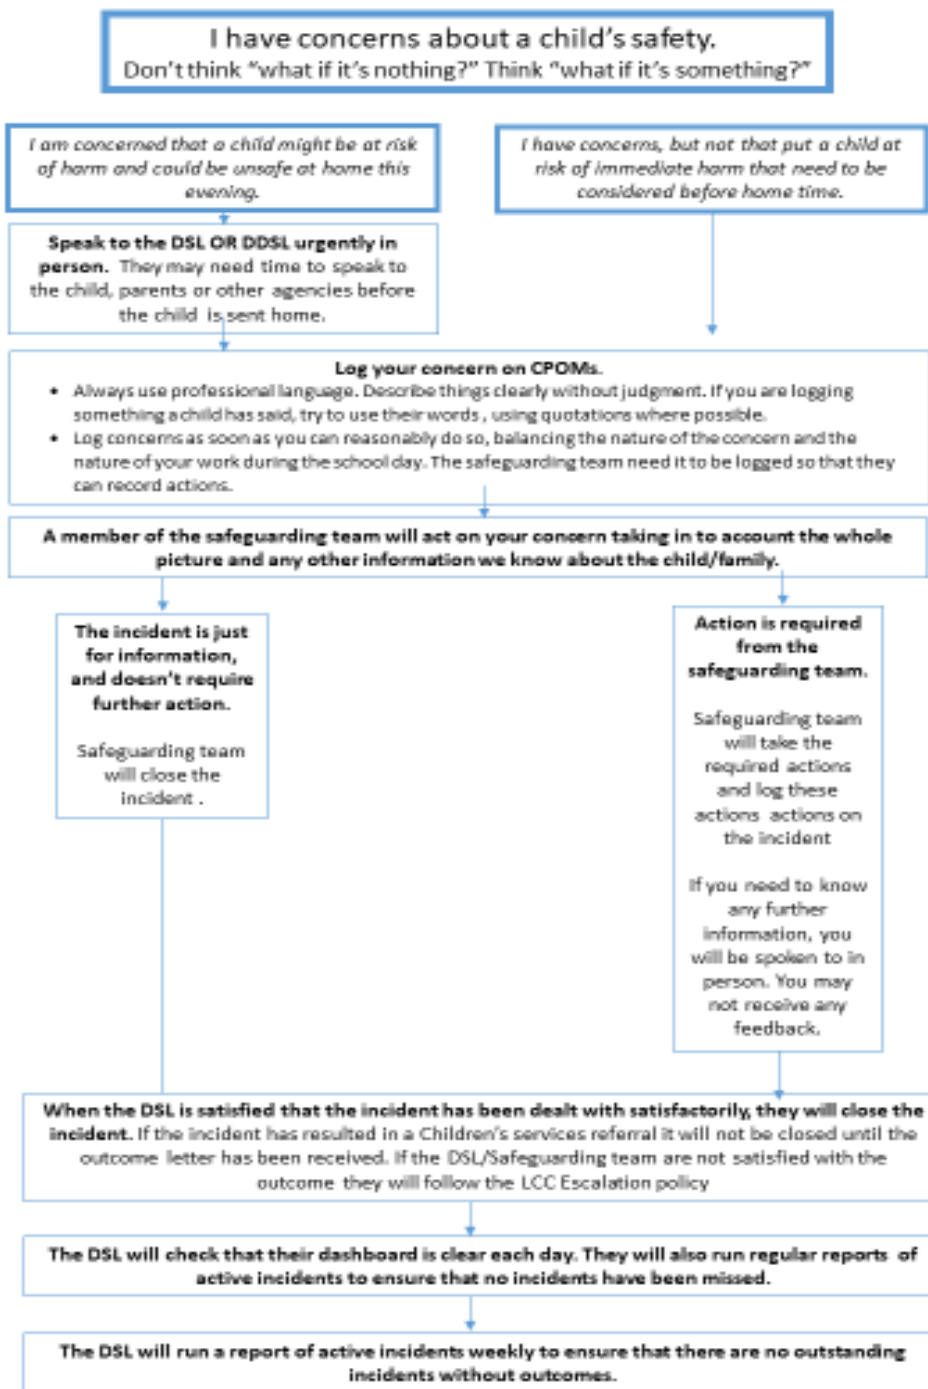 I have concerns about a child's safety.
Don't think "what if it's nothing?" Think "what if it's something?"
I am concerned that a child might be at risk
of harm and could be unsafe at home this
evening.
I have concerns, but not that put a child at
risk of immediate harm that need to be
considered before home time.
Speak to the DSL OR DDSL urgently in
person. They may need time to speak to
the child, parents or other agencies before
the child is sent home.
Log your concern on CPOMs.
• Always use professional language. Describe things clearly without judgment. If you are logging
something a child has said, try to use their words, using quotations where possible.
• Log concerns as soon as you can reasonably do so, balancing the nature of the concern and the
nature of your work during the school day. The safeguarding team need it to be logged so that they
can record actions.
A member of the safeguarding team will act on your concern taking in to account the whole
picture and any other information we know about the child/family.
The incident is just
for information,
and doesn't require
further action.
Safeguarding team
will close the
incident .
Action is required
from the
safeguarding team.
Safeguarding team
will take the
required actions
and log these
actions actions on
the incident
If you need to know
any further
information, you
will be spoken to in
person. You may
not receive any
feedback.
When the DSL is satisfied that the incident has been dealt with satisfactorily, they will close the
incident. If the incident has resulted in a Children's services referral it will not be closed until the
outcome letter has been received. If the DSL/Safeguarding team are not satisfied with the
outcome they will follow the LCC Escalation policy
The DSL will check that their dashboard is clear each day. They will also run regular reports of
active incidents to ensure that no incidents have been missed.
The DSL will run a report of active incidents weekly to ensure that there are no outstanding
incidents without outcomes.